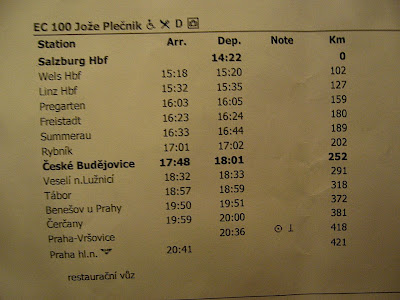 EC 100 Jože Plečnik D
Station Arr. Dep. Note Km
Salzburg Hbf 14:22 0
Wels Hbf 15:18 15:20 102
Linz Hbf 15:32 15:35 127
Pregarten 16:03 16:05 159
Freistadt 16:23 16:24 180
Summerau 16:33 16:44 189
Rybník 17:01 17:02 202
České Budějovice 17:48 18:01 252
Veselí n.Lužnicí 18:32 18:33 291
Tábor 18:57 18:59 318
Benešov u Prahy 19:50 19:51 372
Čerčany 19:59 20:00 381
Praha-Vršovice 20:36 418
Praha hl.n. 20:41 421
restaurační vůz